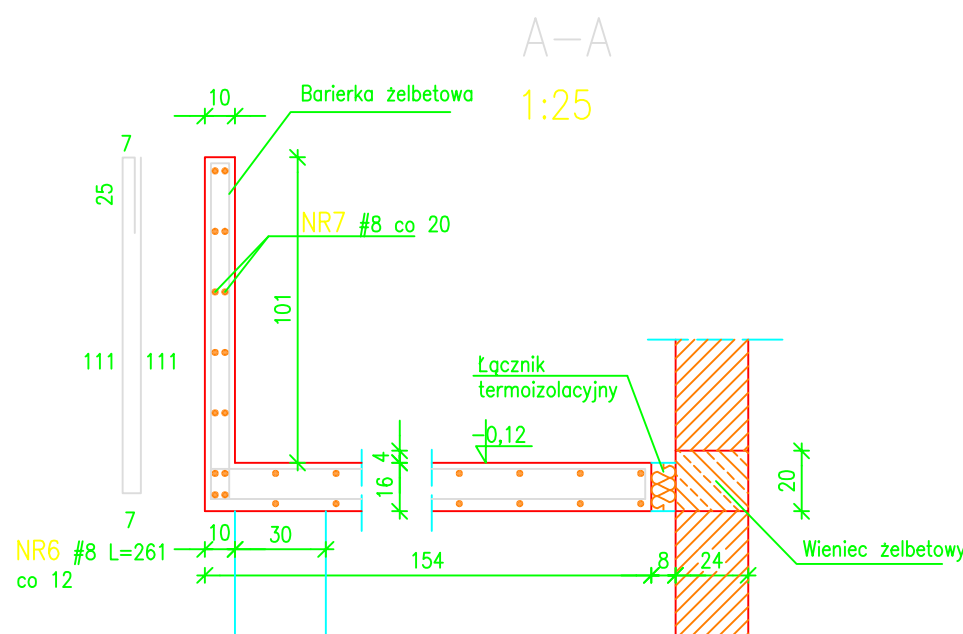 A-A
1:25
10
Barierka żelbetowa
7
25
NR7 #8 co 20
101
111
111
Łącznik
termoizolacyjny
-0,12
4
16
20
7
10
30
NR6 #8 L=261
co 12
154
8
24
Wieniec żelbetowy